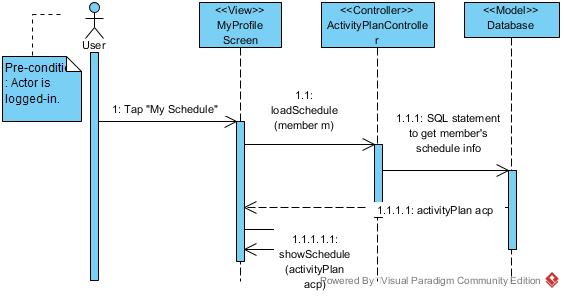 <<View>>
MyProfile
Screen
<<Controller>>
ActivityPlanControlle
r
<<Model>>
Database
User
Pre-conditi
: Actor is
logged-in.
1: Tap "My Schedule"
1.1:
loadSchedule
(member m)
1.1.1: SQL statement
to get member's
schedule info
1.1.1.1: activityPlan acp
1.1.1.1.1:
showSchedule
(activityPlan
acp)
Powered By Visual Paradigm Community Edition